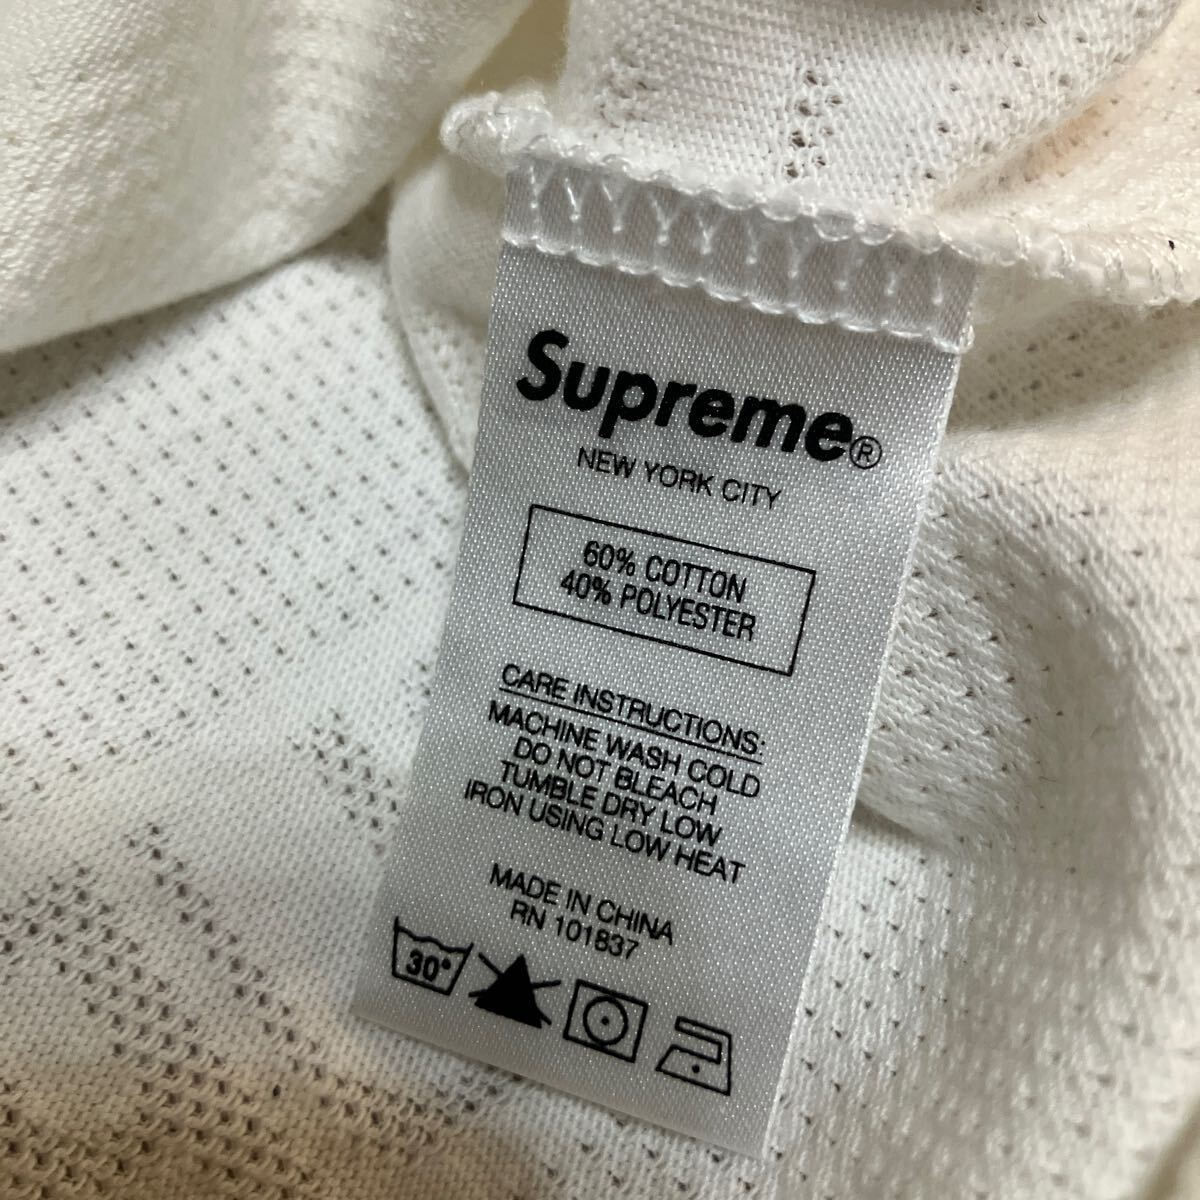 Supreme®
NEW YORK CITY
60% COTTON
40% POLYESTER
CARE INSTRUCTIONS:
MACHINE WASH COLD
DO NOT BLEACH
TUMBLE DRY LOW
IRON USING LOW HEAT
MADE IN CHINA
RN 101837
30°